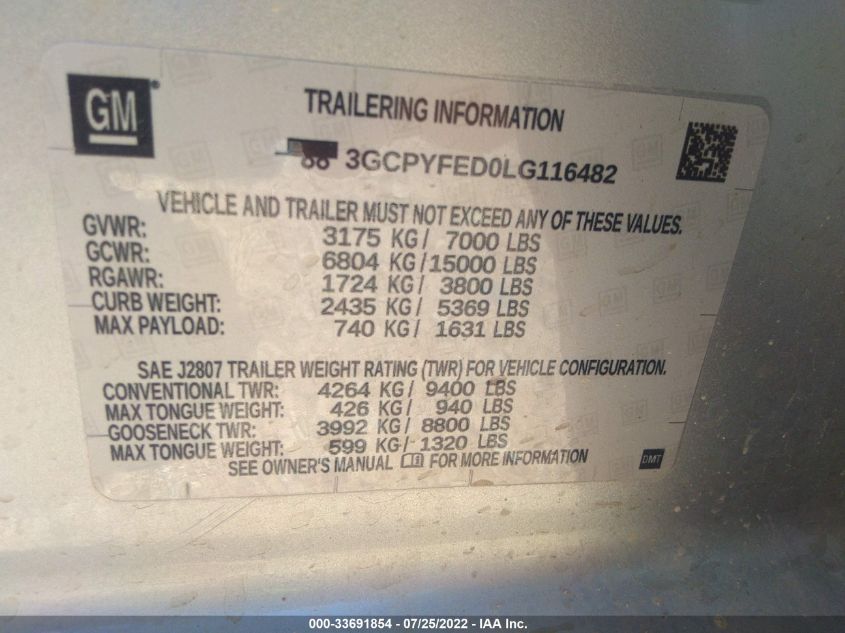 GM
TRAILERING INFORMATION
3GCPYFED0LG116482
VEHICLE AND TRAILER MUST NOT EXCEED ANY OF THESE VALUES.
GVWR: 3175 KG/ 7000 LBS
GCWR: 6804 KG/15000 LBS
RGAWR: 1724 KG/ 3800 LBS
CURB WEIGHT: 2435 KG/ 5369 LBS
MAX PAYLOAD: 740 KG/ 1631 LBS
SAE J2807 TRAILER WEIGHT RATING (TWR) FOR VEHICLE CONFIGURATION.
CONVENTIONAL TWR: 4264 KG/ 9400 LBS
MAX TONGUE WEIGHT: 426 KG/ 940 LBS
GOOSENECK TWR: 3992 KG/ 8800 LBS
MAX TONGUE WEIGHT: 599 KG/ 1320 LBS
SEE OWNER'S MANUAL FOR MORE INFORMATION
DMT
000-33691854 / 07/25/2022 - © IAA Inc.